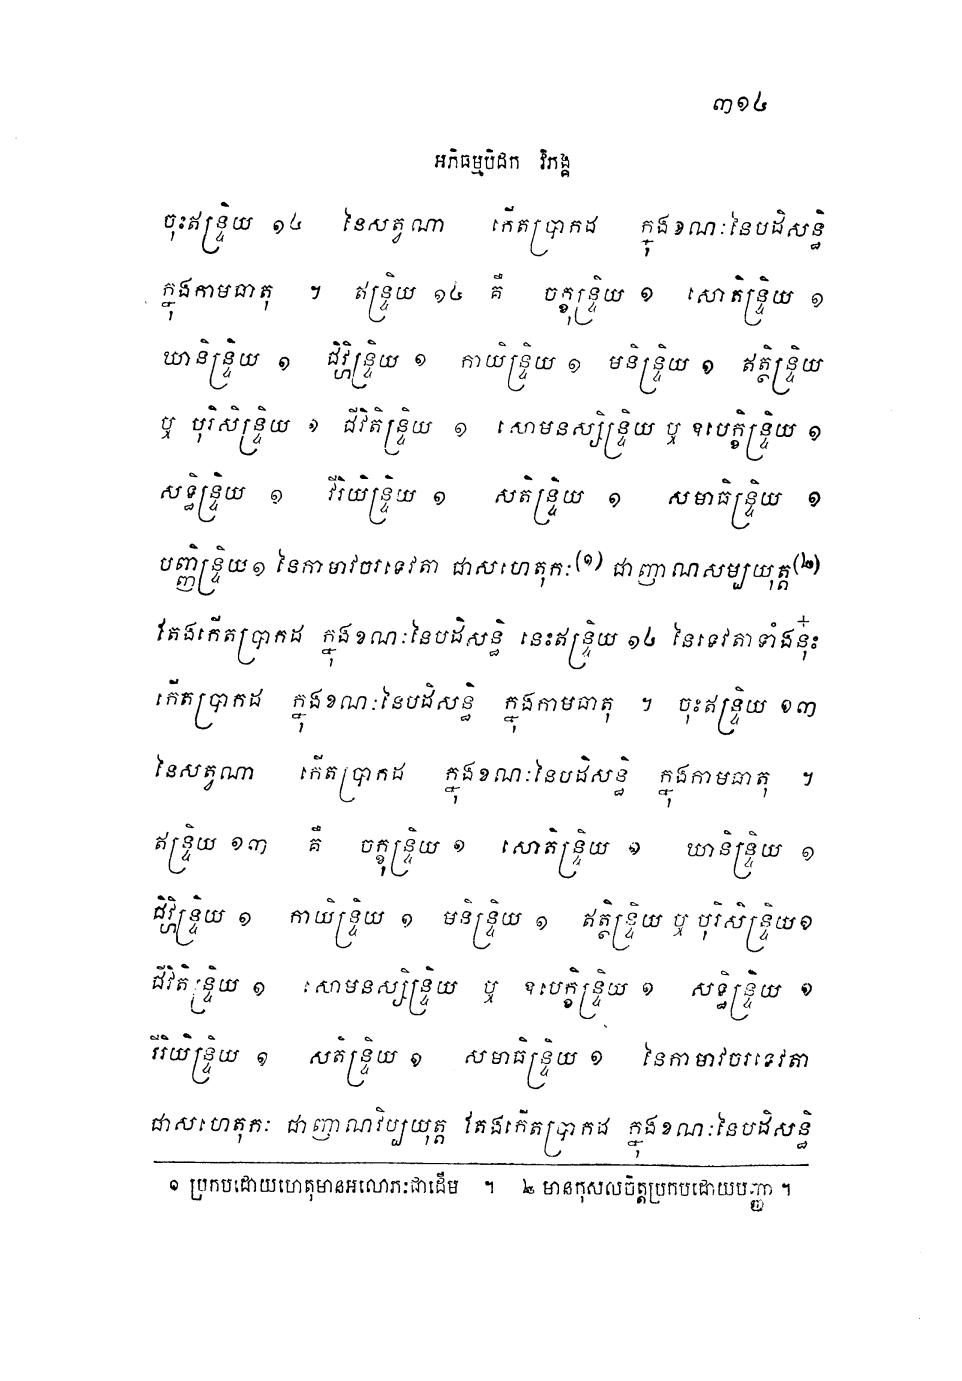 ៣១៤
អភិធម្មបិដក វិភង្គ
ចុះឥន្ទ្រិយ ១៤ នៃសត្វណា កើតប្រាកដ ក្នុងខណៈនៃបដិសន្ធិ
ក្នុងកាមធាតុ ។ ឥន្ទ្រិយ ១៤ គឺ ចក្ខុន្ទ្រិយ ១ សោតិន្ទ្រិយ ១
ឃានិន្ទ្រិយ ១ ជិវ្ហិន្ទ្រិយ ១ កាយិន្ទ្រិយ ១ មនិន្ទ្រិយ ១ ឥត្ថិន្ទ្រិយ
ឬ បុរិសិន្ទ្រិយ ១ ជីវិតិន្ទ្រិយ ១ សោមនស្សិន្ទ្រិយ ឬ ឧបេក្ខិន្ទ្រិយ ១
សទ្ធិន្ទ្រិយ ១ វីរិយិន្ទ្រិយ ១ សតិន្ទ្រិយ ១ សមាធិន្ទ្រិយ ១
បញ្ញិន្ទ្រិយ ១ នៃកាមាវចរទេវតា ជាសហេតុកៈ(១) ជាញាណសម្បយុត្ត(២)
តែងកើតប្រាកដ ក្នុងខណៈនៃបដិសន្ធិ នេះឥន្ទ្រិយ ១៤ នៃទេវតាទាំងនុ៎ះ
កើតប្រាកដ ក្នុងខណៈនៃបដិសន្ធិ ក្នុងកាមធាតុ ។ ចុះឥន្ទ្រិយ ១៣
នៃសត្វណា កើតប្រាកដ ក្នុងខណៈនៃបដិសន្ធិ ក្នុងកាមធាតុ ។
ឥន្ទ្រិយ ១៣ គឺ ចក្ខុន្ទ្រិយ ១ សោតិន្ទ្រិយ ១ ឃានិន្ទ្រិយ ១
ជិវ្ហិន្ទ្រិយ ១ កាយិន្ទ្រិយ ១ មនិន្ទ្រិយ ១ ឥត្ថិន្ទ្រិយ ឬ បុរិសិន្ទ្រិយ ១
ជីវិតិន្ទ្រិយ ១ សោមនស្សិន្ទ្រិយ ឬ ឧបេក្ខិន្ទ្រិយ ១ សទ្ធិន្ទ្រិយ ១
វីរិយិន្ទ្រិយ ១ សតិន្ទ្រិយ ១ សមាធិន្ទ្រិយ ១ នៃកាមាវចរទេវតា
ជាសហេតុកៈ ជាញាណវិប្បយុត្ត តែងកើតប្រាកដ ក្នុងខណៈនៃបដិសន្ធិ
១ ប្រកបដោយហេតុមានអលោភៈជាដើម ។ ២ មានកុសលចិត្តប្រកបដោយបញ្ញា ។